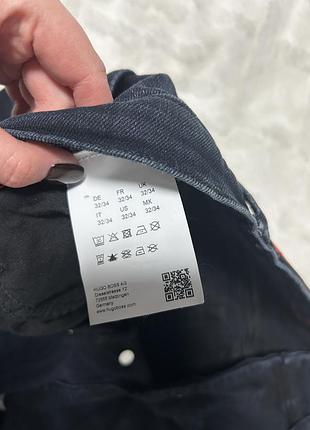 DE FR UK
32/34 32/34 32/34
IT US MX
32/34 32/34 32/34
HUGO BOSS AG
Dieselstrasse 12
72555 Metzingen
Germany
www.hugoboss.com